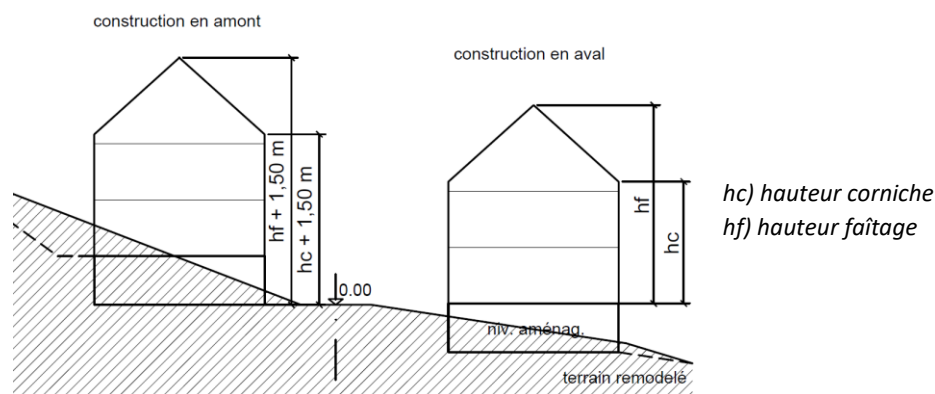 construction en amont
construction en aval
hf + 1,50 m
hc + 1,50 m
0.00
hf
hc
niv. aménag.
terrain remodelé
hc) hauteur corniche
hf) hauteur faîtage